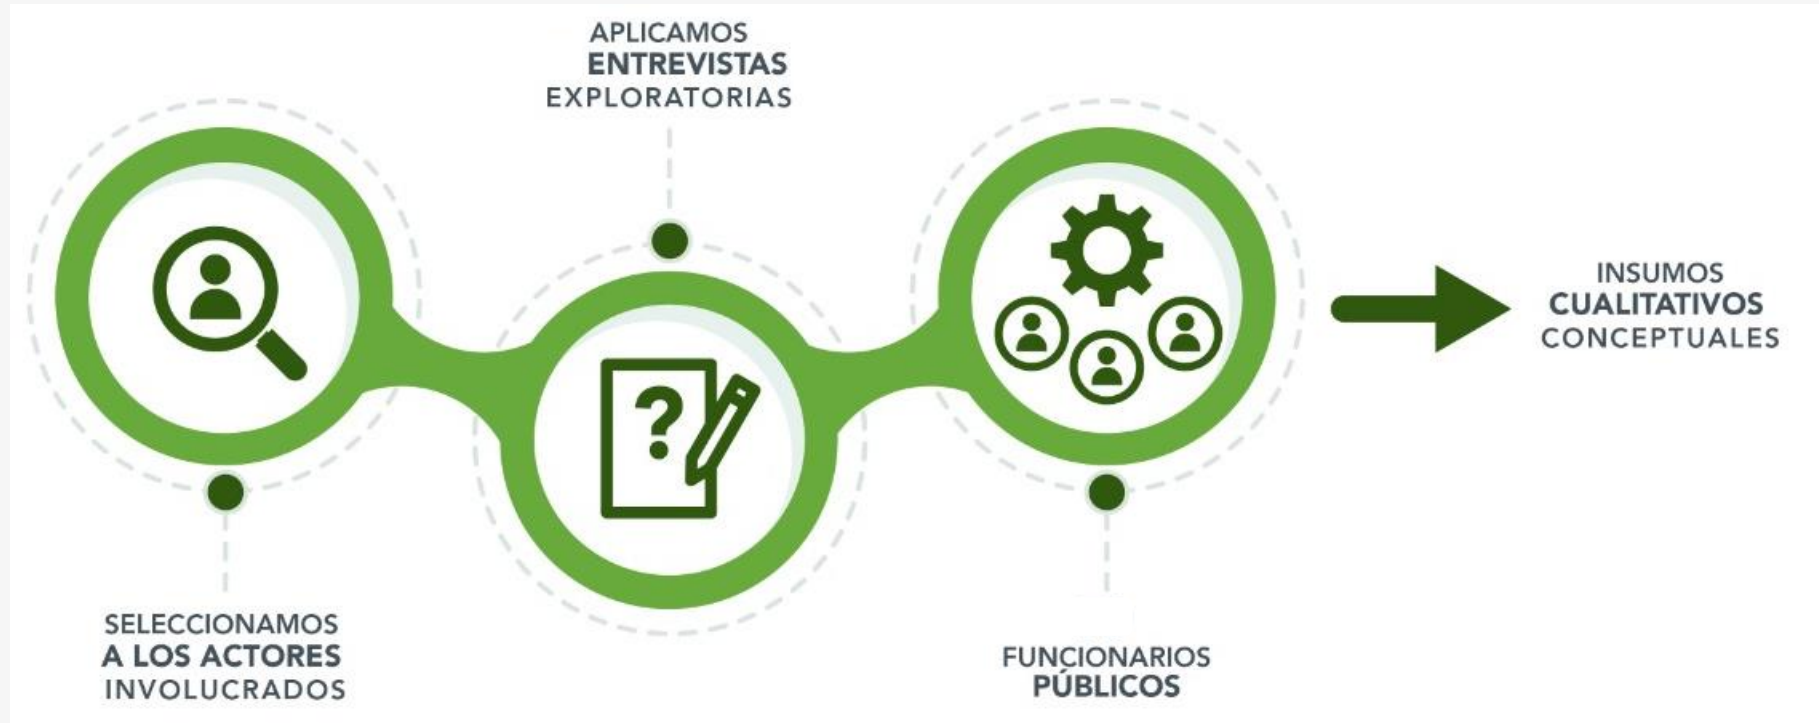 APLICAMOS
ENTREVISTAS
EXPLORATORIAS
?
INSUMOS
CUALITATIVOS
CONCEPTUALES
SELECCIONAMOS
A LOS ACTORES
INVOLUCRADOS
FUNCIONARIOS
PÚBLICOS